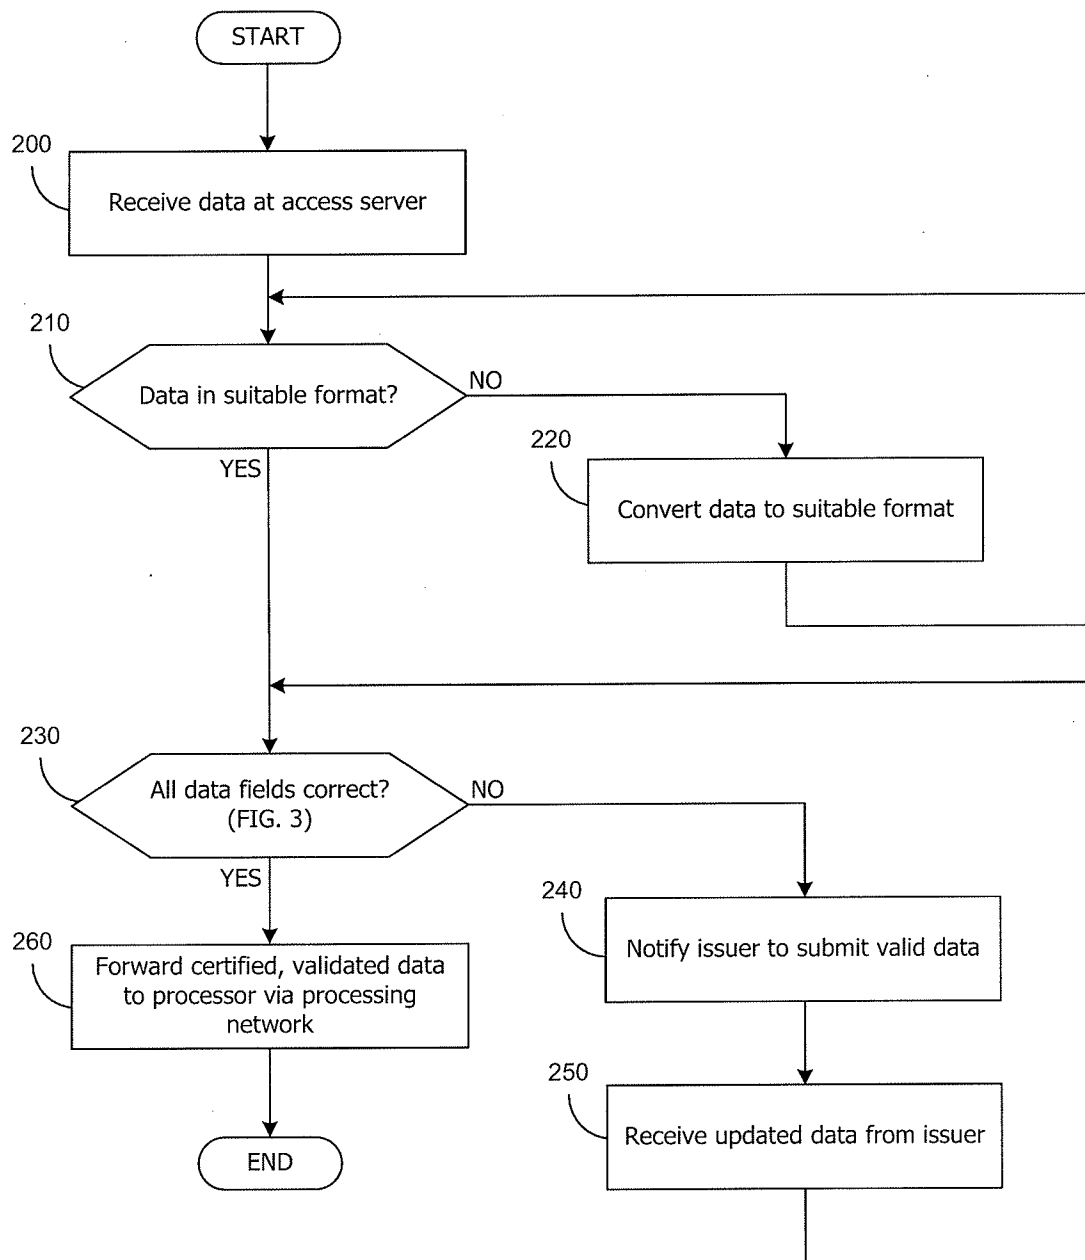 START
200
Receive data at access server
210
Data in suitable format?
NO
YES
220
Convert data to suitable format
230
All data fields correct?
(FIG. 3)
NO
YES
240
Notify issuer to submit valid data
260
Forward certified, validated data
to processor via processing
network
250
Receive updated data from issuer
END